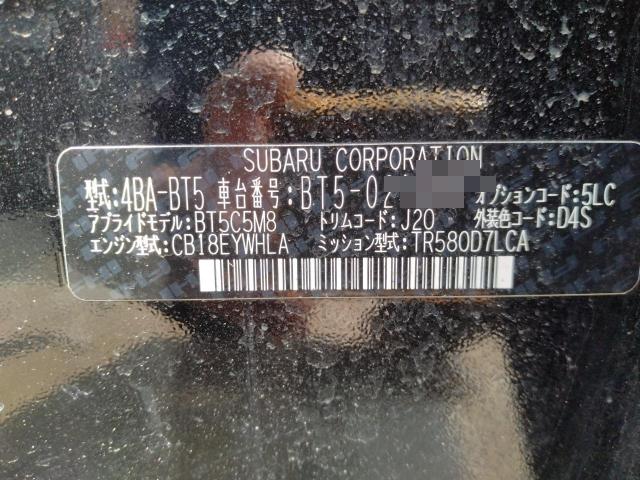 SUBARU CORPORATION
型式:4BA-BT5 車台番号:BT5-02 オプションコード:5LC
アプライドモデル:BT5C5M8 トリムコード:J20 外装色コード:D4S
エンジン型式:CB18EYWHLA ミッション型式:TR580D7LCA